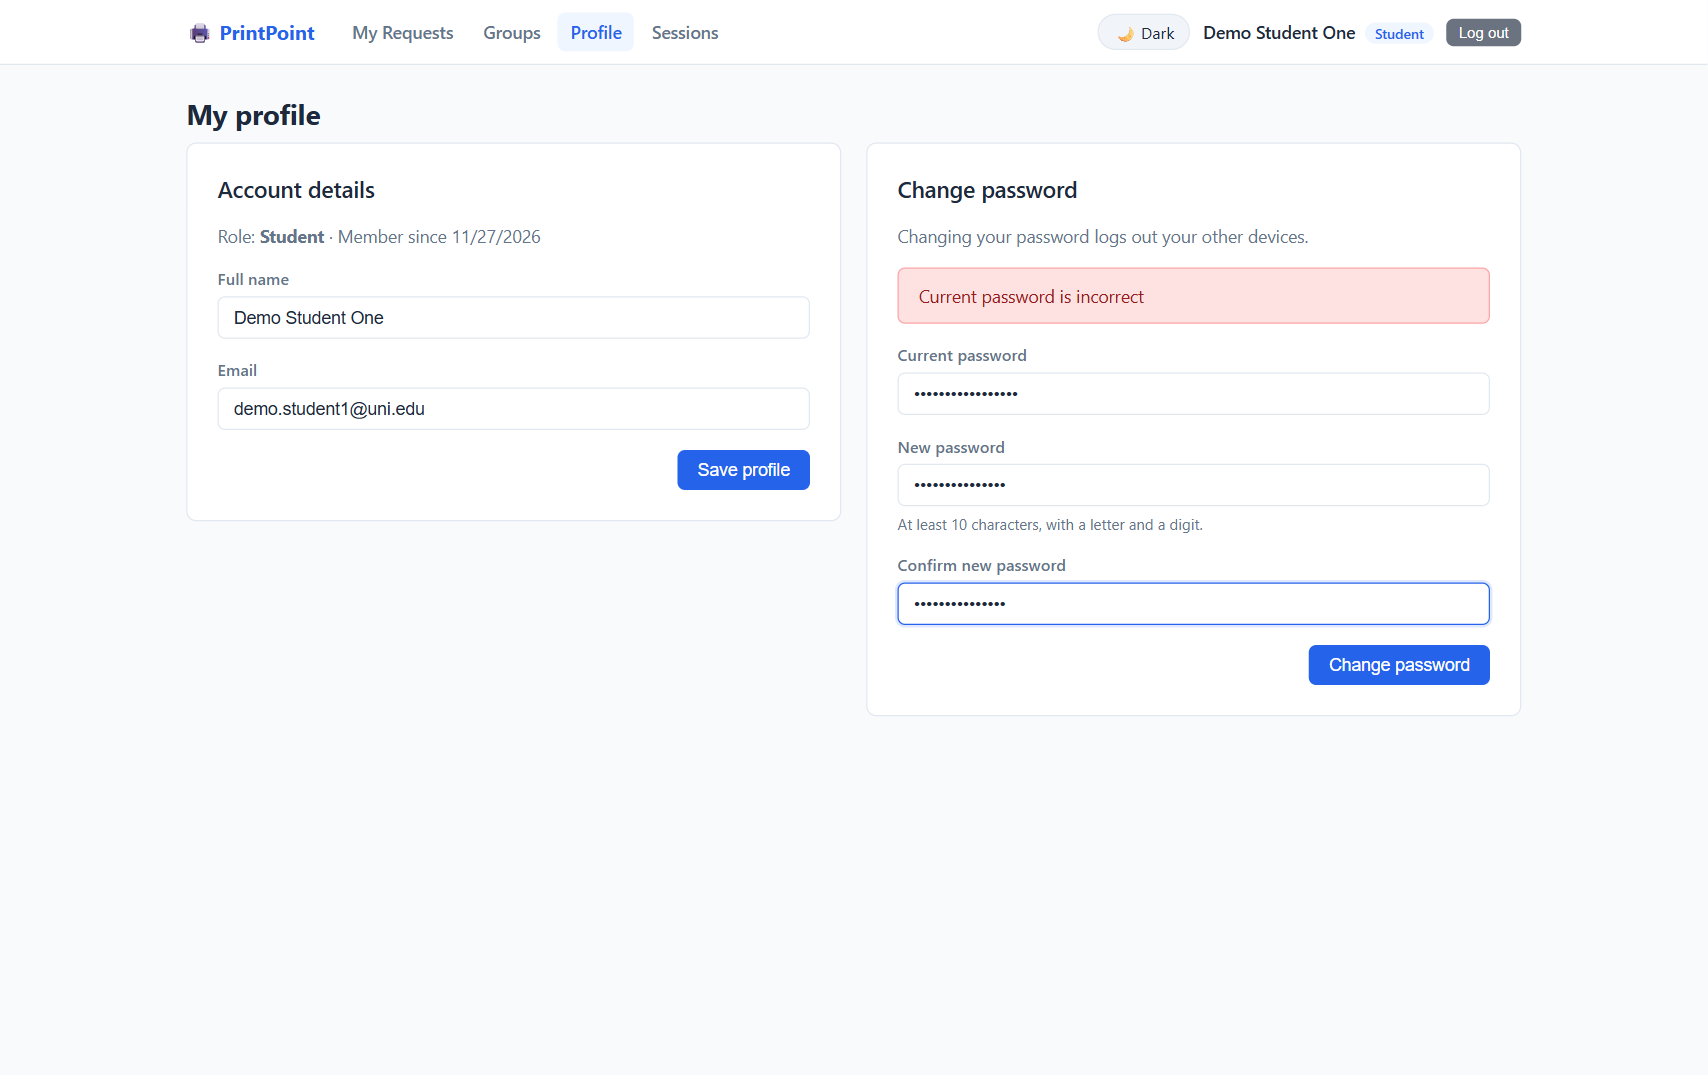 PrintPoint My Requests Groups Profile Sessions Dark Demo Student One Student Log out
My profile
Account details
Role: Student · Member since 11/27/2026
Full name
Demo Student One
Email
demo.student1@uni.edu
Save profile
Change password
Changing your password logs out your other devices.
Current password is incorrect
Current password
•••••••••••••••••
New password
•••••••••••••••
At least 10 characters, with a letter and a digit.
Confirm new password
•••••••••••••••
Change password